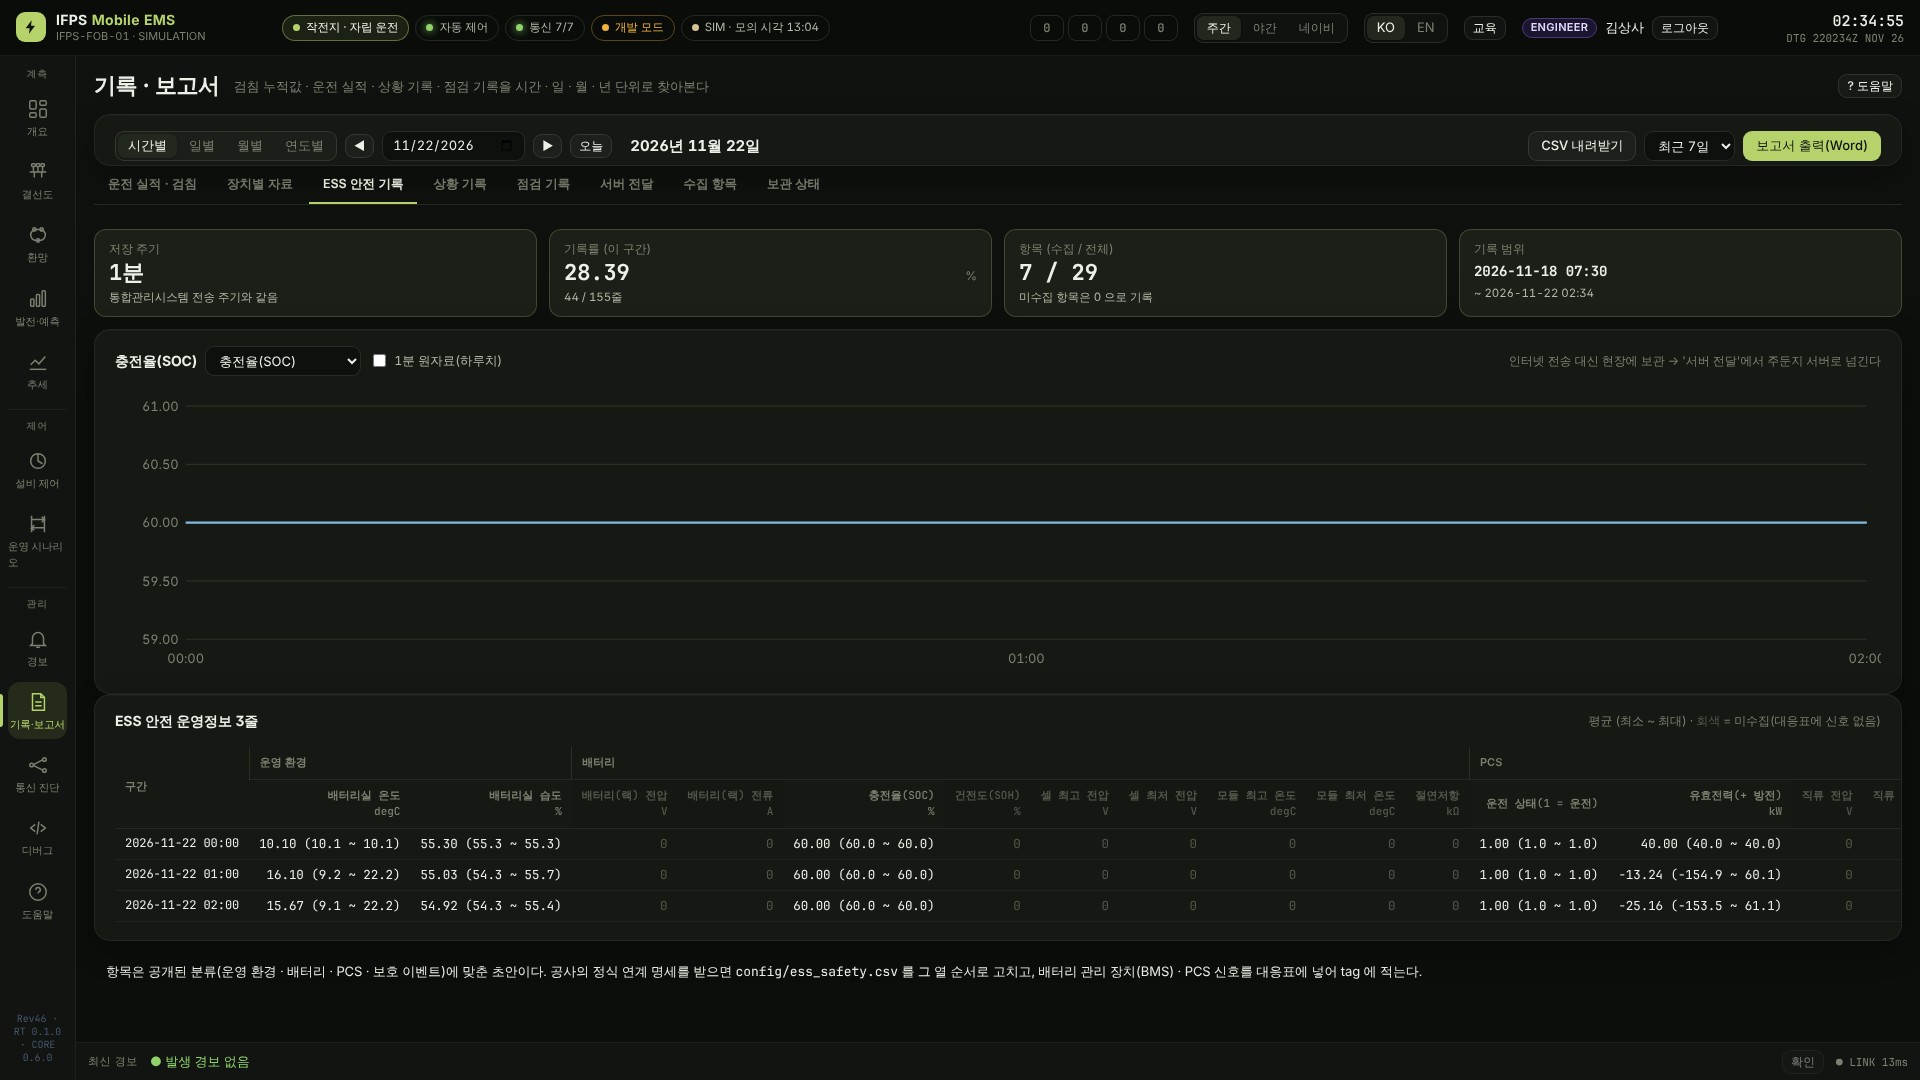 IFPS Mobile EMS
IFPS-FOB-01 · SIMULATION
작전지 · 자립 운전
자동 제어
통신 7/7
개발 모드
SIM · 모의 시각 13:04
0 0 0 0
주간 야간 네이비
KO EN
교육
ENGINEER 김상사 로그아웃
02:34:55
DTG 220234Z NOV 26
계측
개요
결선도
환망
발전·예측
추세
제어
설비 제어
운영 시나리
오
관리
경보
기록·보고서
통신 진단
디버그
도움말
Rev46 ·
RT 0.1.0
· CORE
0.6.0
기록 · 보고서 검침 누적값 · 운전 실적 · 상황 기록 · 점검 기록을 시간 · 일 · 월 · 년 단위로 찾아본다
? 도움말
시간별 일별 월별 연도별 ◀ 11/22/2026 ▶ 오늘 2026년 11월 22일
CSV 내려받기 최근 7일 보고서 출력(Word)
운전 실적 · 검침 장치별 자료 ESS 안전 기록 상황 기록 점검 기록 서버 전달 수집 항목 보관 상태
저장 주기
1분
통합관리시스템 전송 주기와 같음
기록률 (이 구간)
28.39 %
44 / 155줄
항목 (수집 / 전체)
7 / 29
미수집 항목은 0 으로 기록
기록 범위
2026-11-18 07:30
~ 2026-11-22 02:34
충전율(SOC) 충전율(SOC) 1분 원자료(하루치)
인터넷 전송 대신 현장에 보관 → '서버 전달'에서 주둔지 서버로 넘긴다
61.00
60.50
60.00
59.50
59.00
00:00 01:00 02:00
ESS 안전 운영정보 3줄
평균 (최소 ~ 최대) · 회색 = 미수집(대응표에 신호 없음)
구간 운영 환경 배터리 PCS
배터리실 온도 degC 배터리실 습도 % 배터리(랙) 전압 V 배터리(랙) 전류 A 충전율(SOC) % 건전도(SOH) % 셀 최고 전압 V 셀 최저 전압 V 모듈 최고 온도 degC 모듈 최저 온도 degC 절연저항 kΩ 운전 상태(1 = 운전) 유효전력(+ 방전) kW 직류 전압 V 직류
2026-11-22 00:00 10.10 (10.1 ~ 10.1) 55.30 (55.3 ~ 55.3) 0 0 60.00 (60.0 ~ 60.0) 0 0 0 0 0 0 1.00 (1.0 ~ 1.0) 40.00 (40.0 ~ 40.0) 0
2026-11-22 01:00 16.10 (9.2 ~ 22.2) 55.03 (54.3 ~ 55.7) 0 0 60.00 (60.0 ~ 60.0) 0 0 0 0 0 0 1.00 (1.0 ~ 1.0) -13.24 (-154.9 ~ 60.1) 0
2026-11-22 02:00 15.67 (9.1 ~ 22.2) 54.92 (54.3 ~ 55.4) 0 0 60.00 (60.0 ~ 60.0) 0 0 0 0 0 0 1.00 (1.0 ~ 1.0) -25.16 (-153.5 ~ 61.1) 0
항목은 공개된 분류(운영 환경 · 배터리 · PCS · 보호 이벤트)에 맞춘 초안이다. 공사의 정식 연계 명세를 받으면 config/ess_safety.csv 를 그 열 순서로 고치고, 배터리 관리 장치(BMS) · PCS 신호를 대응표에 넣어 tag 에 적는다.
최신 경보 발생 경보 없음
확인 LINK 13ms